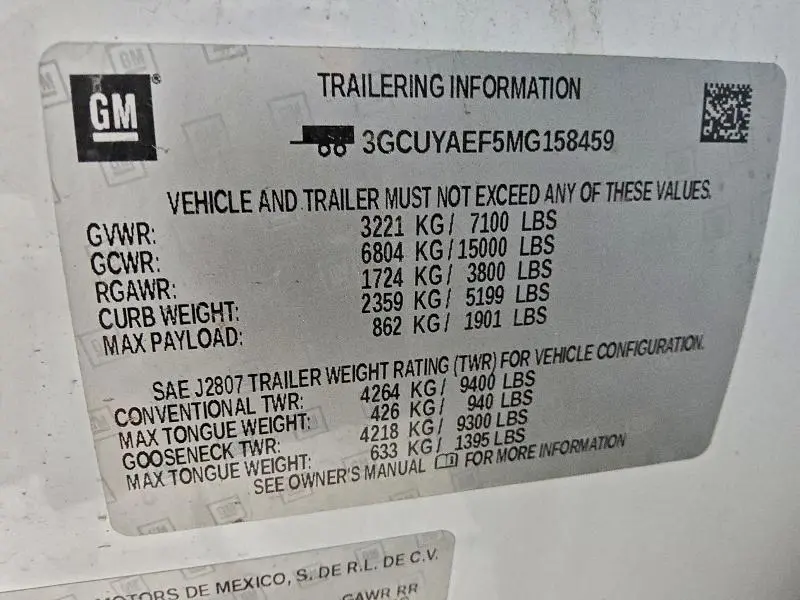 GM
TRAILERING INFORMATION
3GCUYAEF5MG158459
VEHICLE AND TRAILER MUST NOT EXCEED ANY OF THESE VALUES.
GVWR: 3221 KG/ 7100 LBS
GCWR: 6804 KG/15000 LBS
RGAWR: 1724 KG/ 3800 LBS
CURB WEIGHT: 2359 KG/ 5199 LBS
MAX PAYLOAD: 862 KG/ 1901 LBS
SAE J2807 TRAILER WEIGHT RATING (TWR) FOR VEHICLE CONFIGURATION.
CONVENTIONAL TWR: 4264 KG/ 9400 LBS
MAX TONGUE WEIGHT: 426 KG/ 940 LBS
GOOSENECK TWR: 4218 KG/ 9300 LBS
MAX TONGUE WEIGHT: 633 KG/ 1395 LBS
SEE OWNER'S MANUAL FOR MORE INFORMATION
MOTORS DE MEXICO, S. DE R.L. DE C.V.
GAWR RR